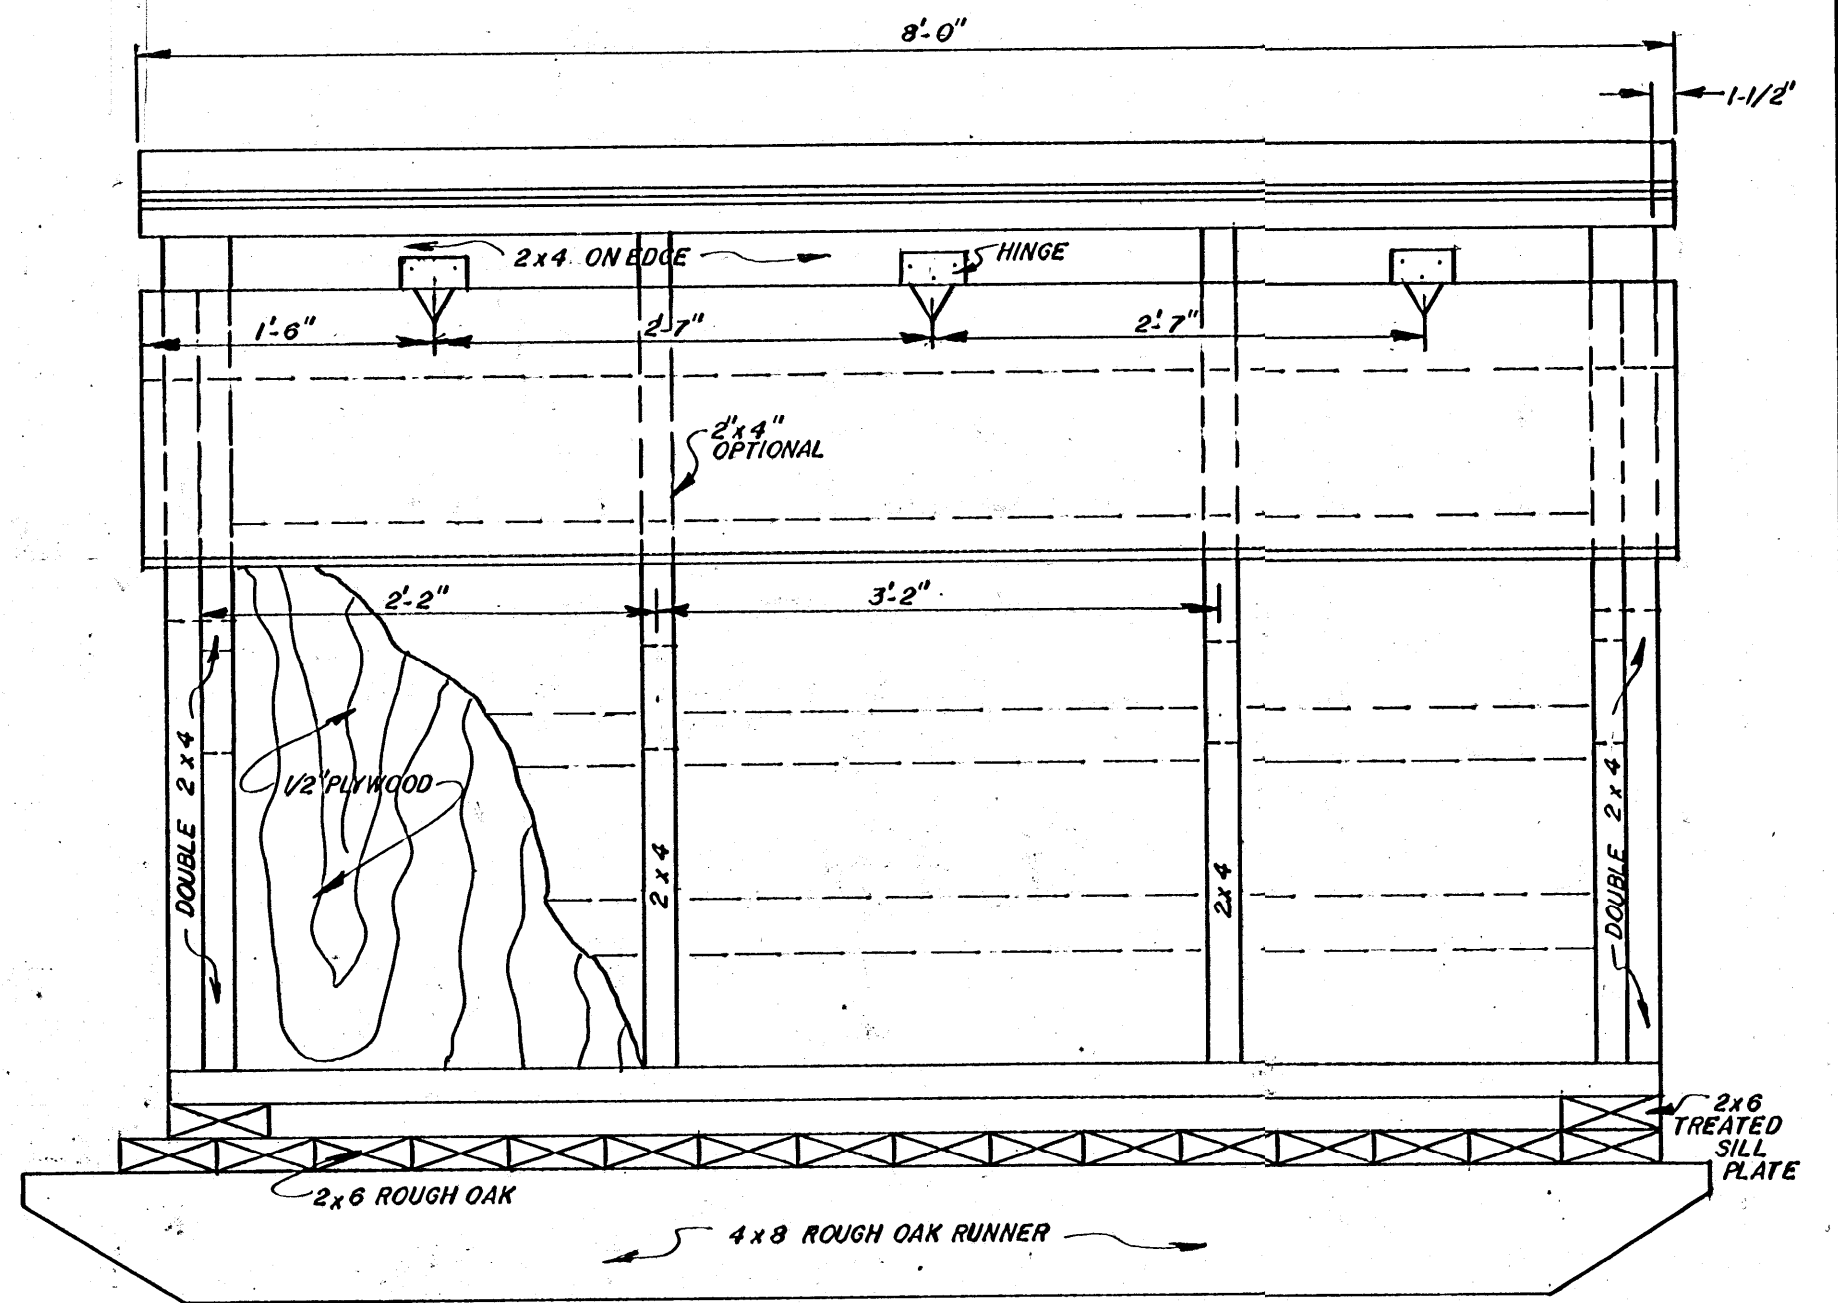 8'-0"
1-1/2"
2x4 ON EDGE
HINGE
1'-6"
2'-7"
2'-7"
2"x4"
OPTIONAL
2'-2"
3'-2"
1/2" PLYWOOD
DOUBLE 2x4
2x4
2x4
DOUBLE 2x4
2x6
TREATED
SILL
PLATE
2x6 ROUGH OAK
4x8 ROUGH OAK RUNNER